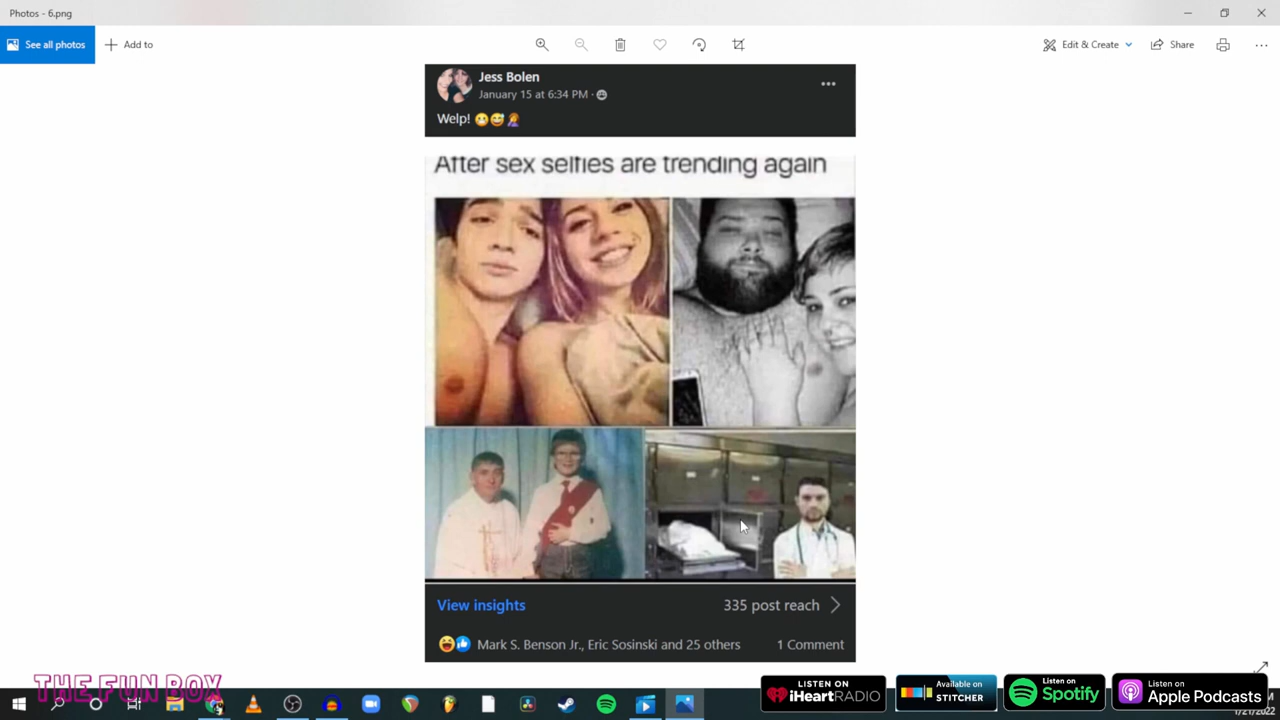 Photos - 6.png
See all photos
Add to
Edit & Create
Share
Jess Bolen
January 15 at 6:34 PM ·
Welp!
After sex selfies are trending again
View insights
335 post reach
Mark S. Benson Jr., Eric Sosinski and 25 others
1 Comment
THE FUN BOX
LISTEN ON
iHeartRADIO
Available on
STITCHER
Listen on
Spotify
Listen on
Apple Podcasts
1/21/2022